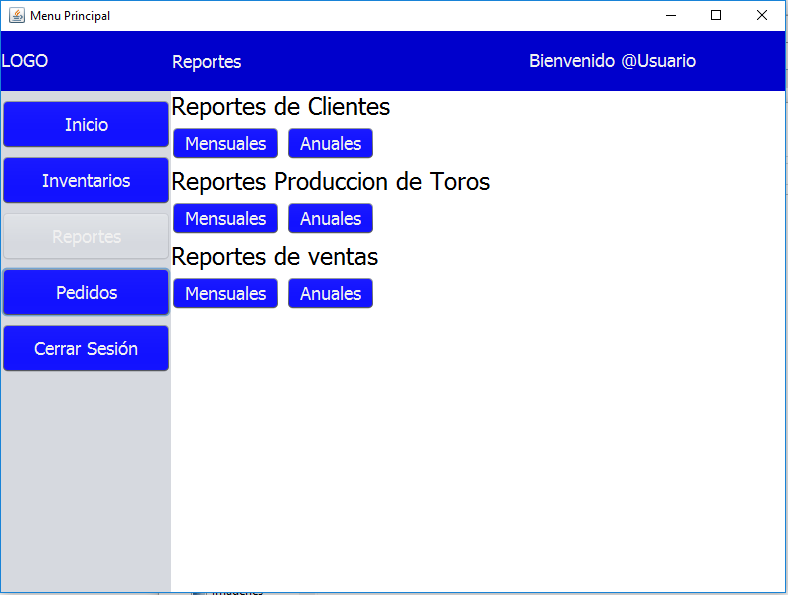 Menu Principal
LOGO
Reportes
Bienvenido @Usuario
Inicio
Inventarios
Reportes
Pedidos
Cerrar Sesión
Reportes de Clientes
Mensuales Anuales
Reportes Produccion de Toros
Mensuales Anuales
Reportes de ventas
Mensuales Anuales